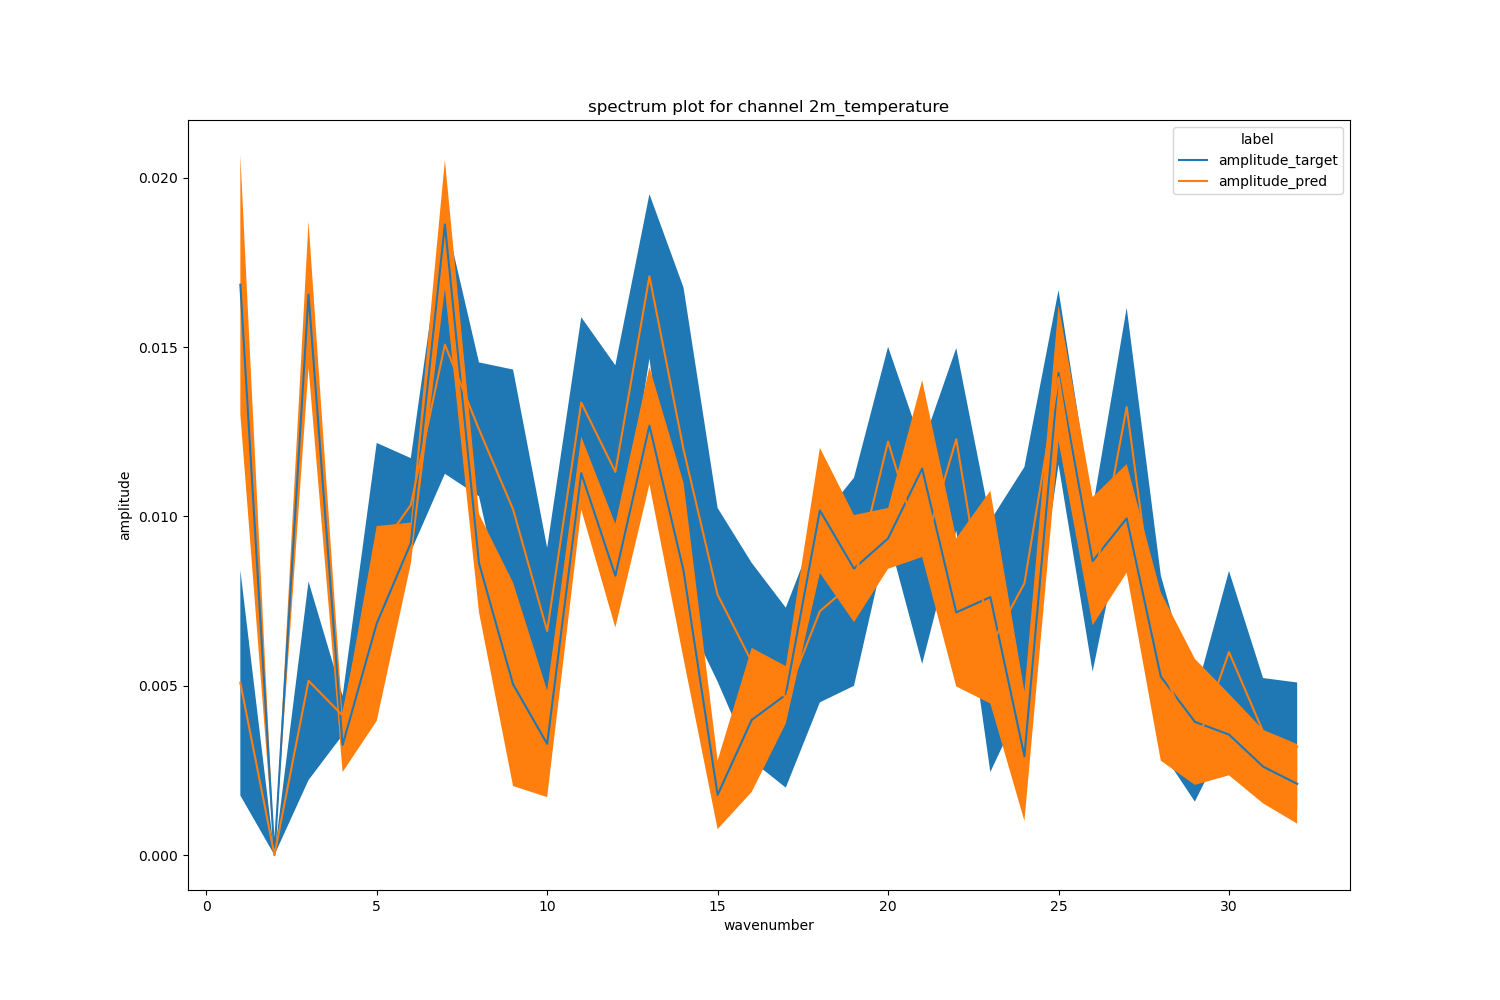 spectrum plot for channel 2m_temperature
label
amplitude_target
amplitude_pred
0.020
0.015
0.010
0.005
0.000
amplitude
0 5 10 15 20 25 30
wavenumber